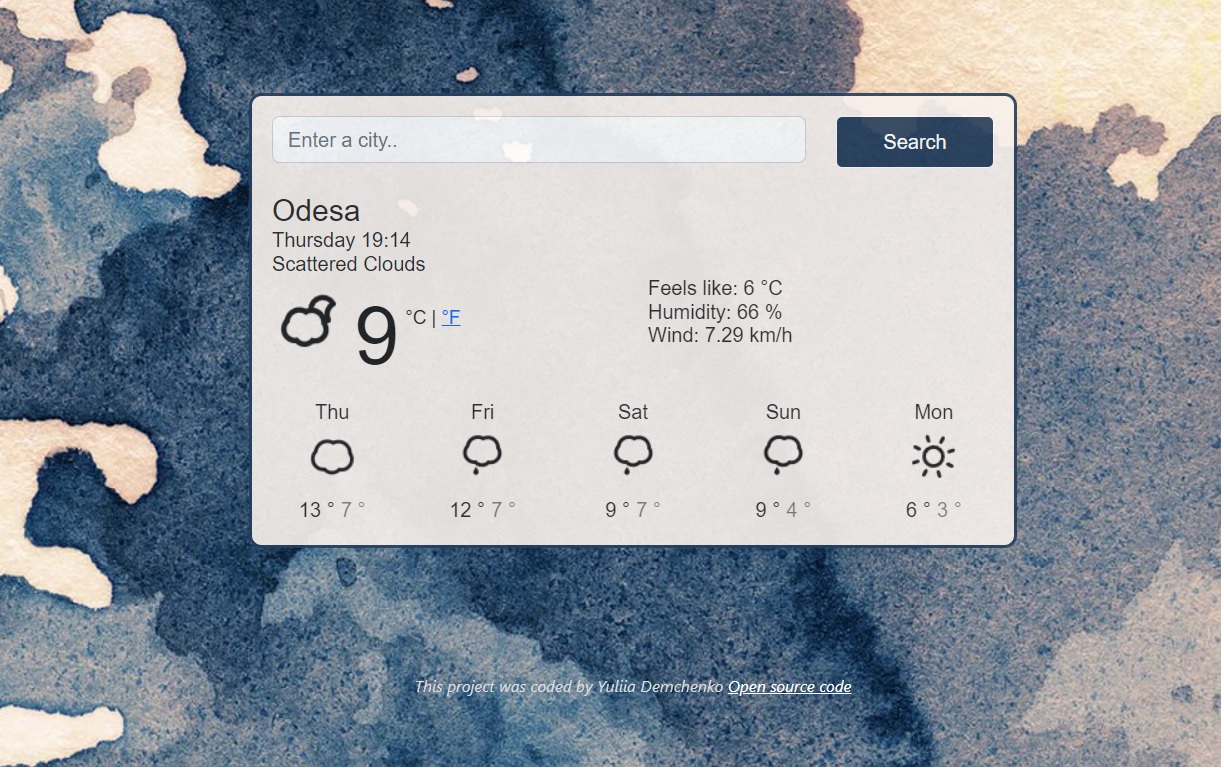 Enter a city..
Search
Odesa
Thursday 19:14
Scattered Clouds
9 °C | °F
Feels like: 6 °C
Humidity: 66 %
Wind: 7.29 km/h
Thu Fri Sat Sun Mon
13 ° 7 ° 12 ° 7 ° 9 ° 7 ° 9 ° 4 ° 6 ° 3 °
This project was coded by Yuliia Demchenko Open source code